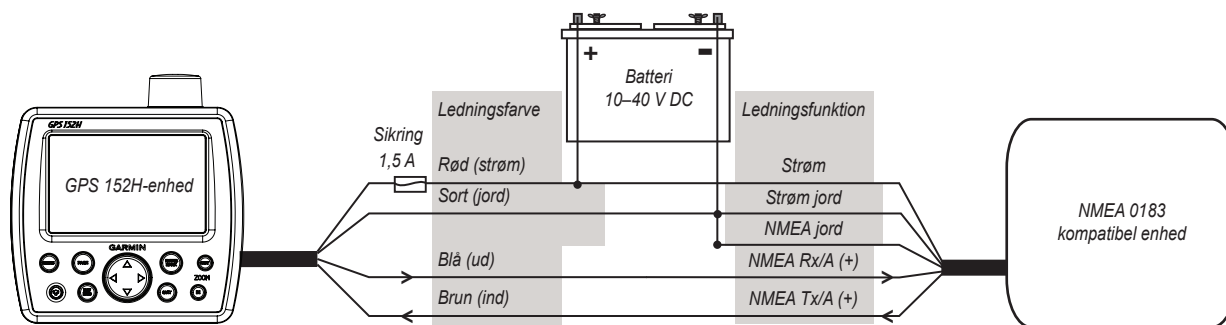 GPS 152H
GPS 152H-enhed
GARMIN
ZOOM
Sikring
1,5 A
Ledningsfarve
Rød (strøm)
Sort (jord)
Blå (ud)
Brun (ind)
+ -
Batteri
10–40 V DC
Ledningsfunktion
Strøm
Strøm jord
NMEA jord
NMEA Rx/A (+)
NMEA Tx/A (+)
NMEA 0183
kompatibel enhed